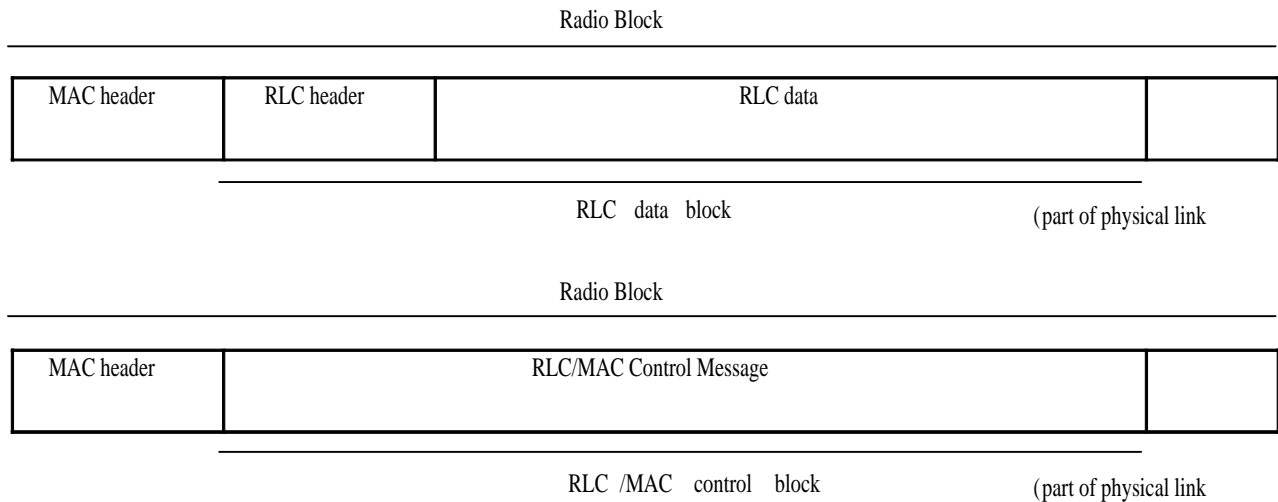 Radio Block
MAC header RLC header RLC data
RLC data block (part of physical link
Radio Block
MAC header RLC/MAC Control Message
RLC /MAC control block (part of physical link